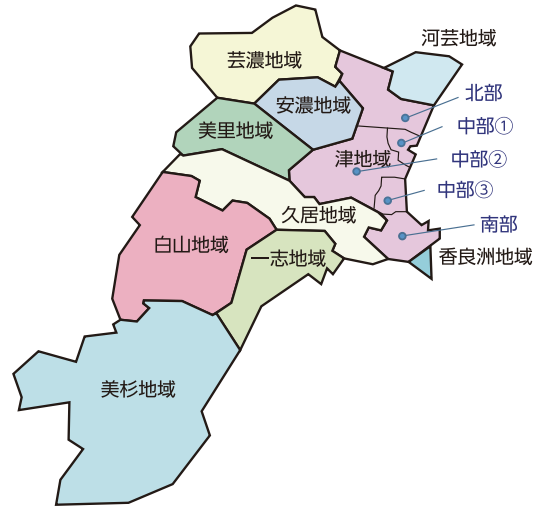 河芸地域
芸濃地域
北部
安濃地域
中部①
美里地域
津地域
中部②
中部③
久居地域
南部
白山地域
一志地域
香良洲地域
美杉地域